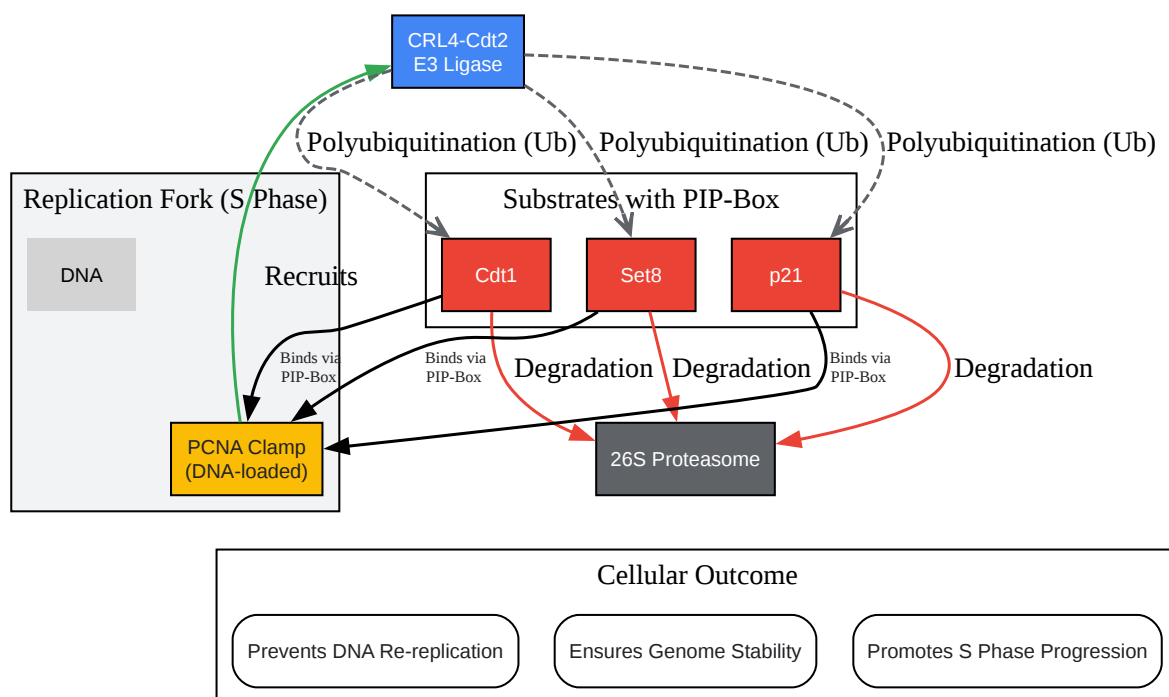 CRL4-Cdt2
E3 Ligase
Polyubiquitination (Ub)
Polyubiquitination (Ub)
Polyubiquitination (Ub)
Replication Fork (S Phase)
Substrates with PIP-Box
DNA
Recruits
Cdt1
Set8
p21
Binds via
PIP-Box
Binds via
PIP-Box
Degradation
Degradation
Binds via
PIP-Box
Degradation
PCNA Clamp
(DNA-loaded)
26S Proteasome
Cellular Outcome
Prevents DNA Re-replication
Ensures Genome Stability
Promotes S Phase Progression